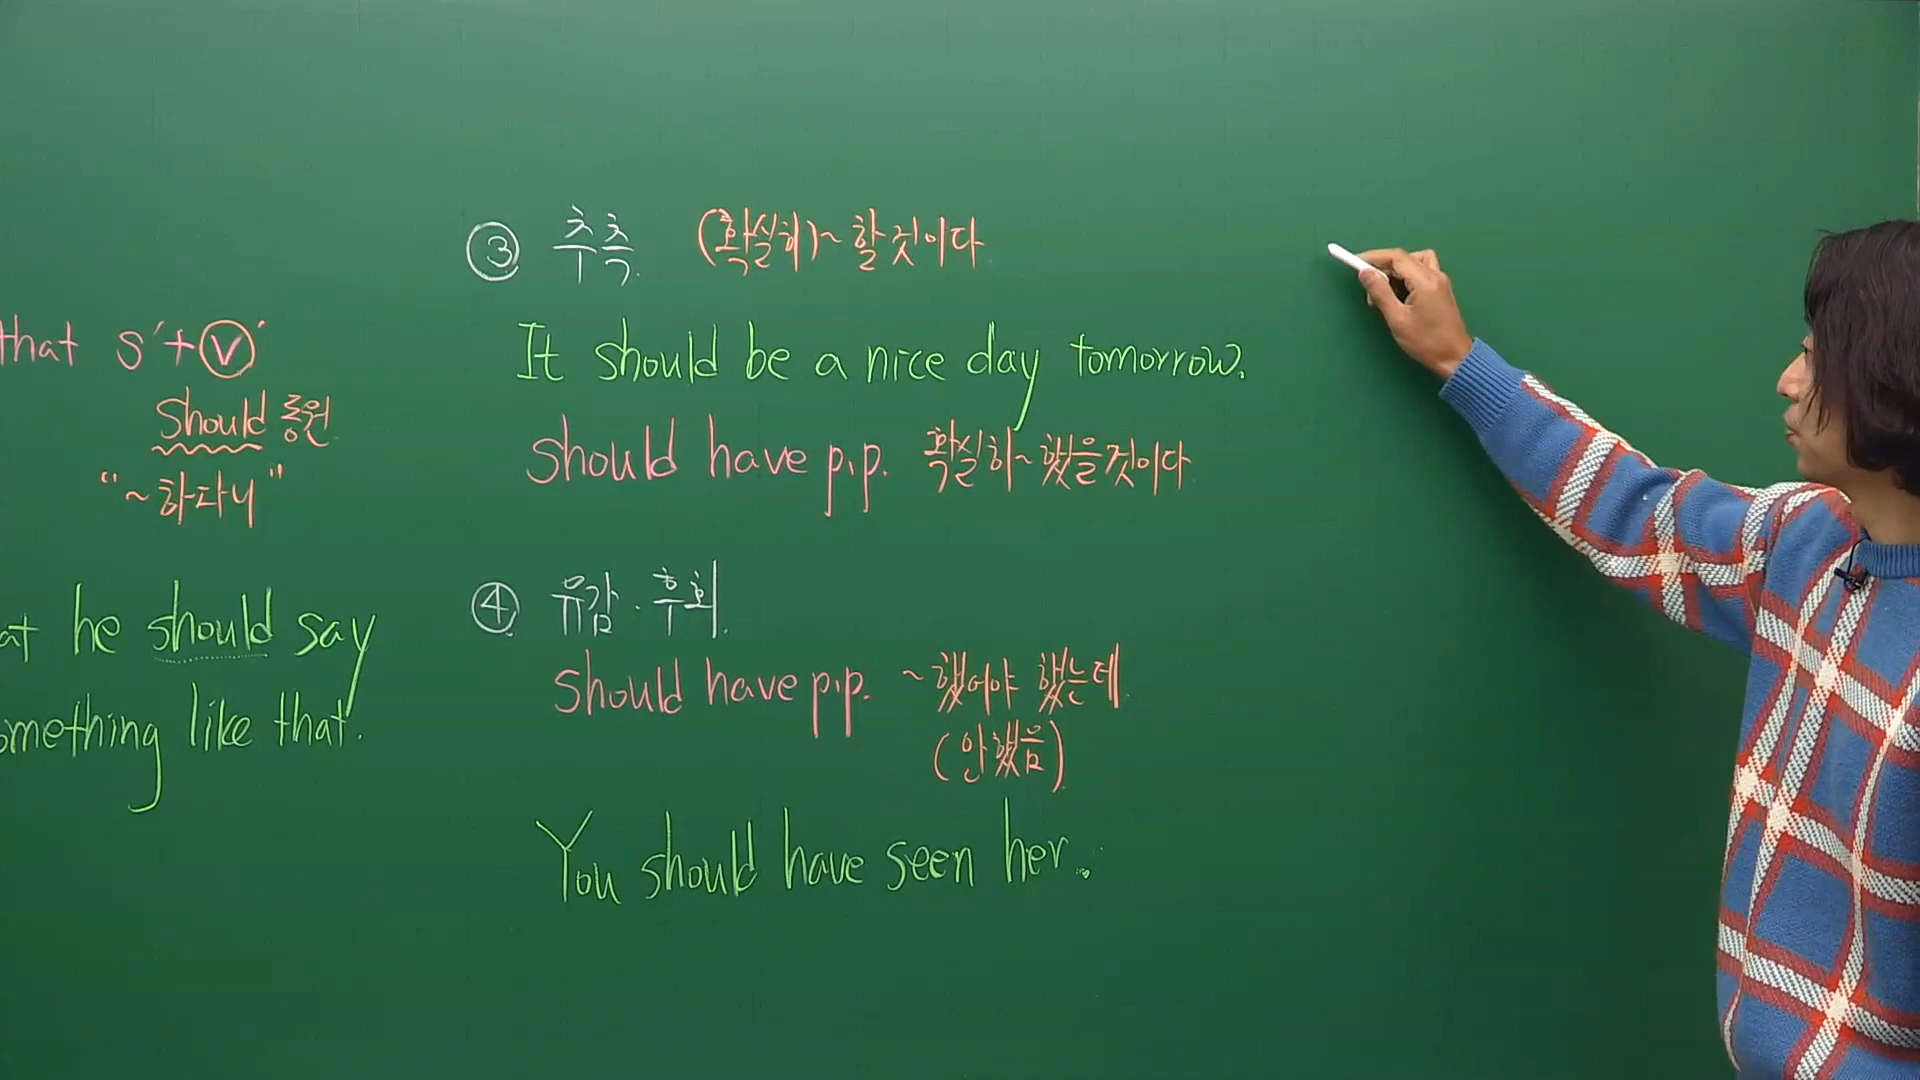 that S'+ⓥ'
Should 동원
"~하다니"
at he should say
omething like that.
③ 추측 (확실히)~할것이다
It should be a nice day tomorrow.
should have p.p. 확실히~했을것이다
④ 유감·후회.
should have p.p. ~했어야 했는데.
(안했음).
You should have seen her..